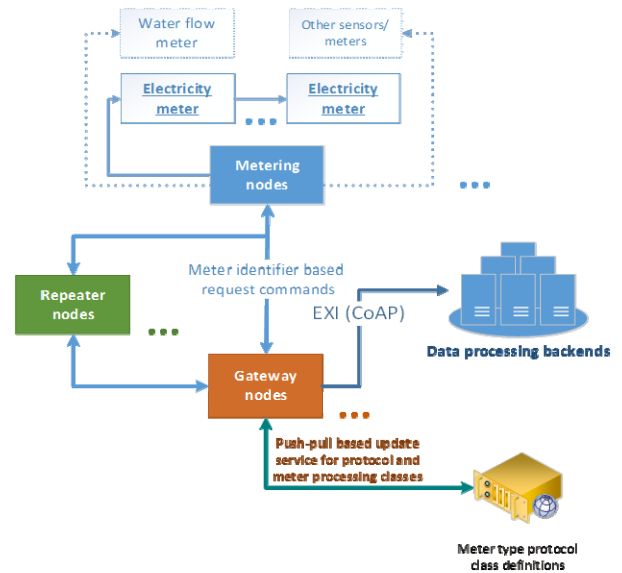 Water flow
meter
Other sensors/
meters
Electricity
meter
Electricity
meter
Metering
nodes
Meter identifier based
request commands
Repeater
nodes
EXI (CoAP)
Data processing backends
Gateway
nodes
Push-pull based update
service for protocol and
meter processing classes
Meter type protocol
class definitions